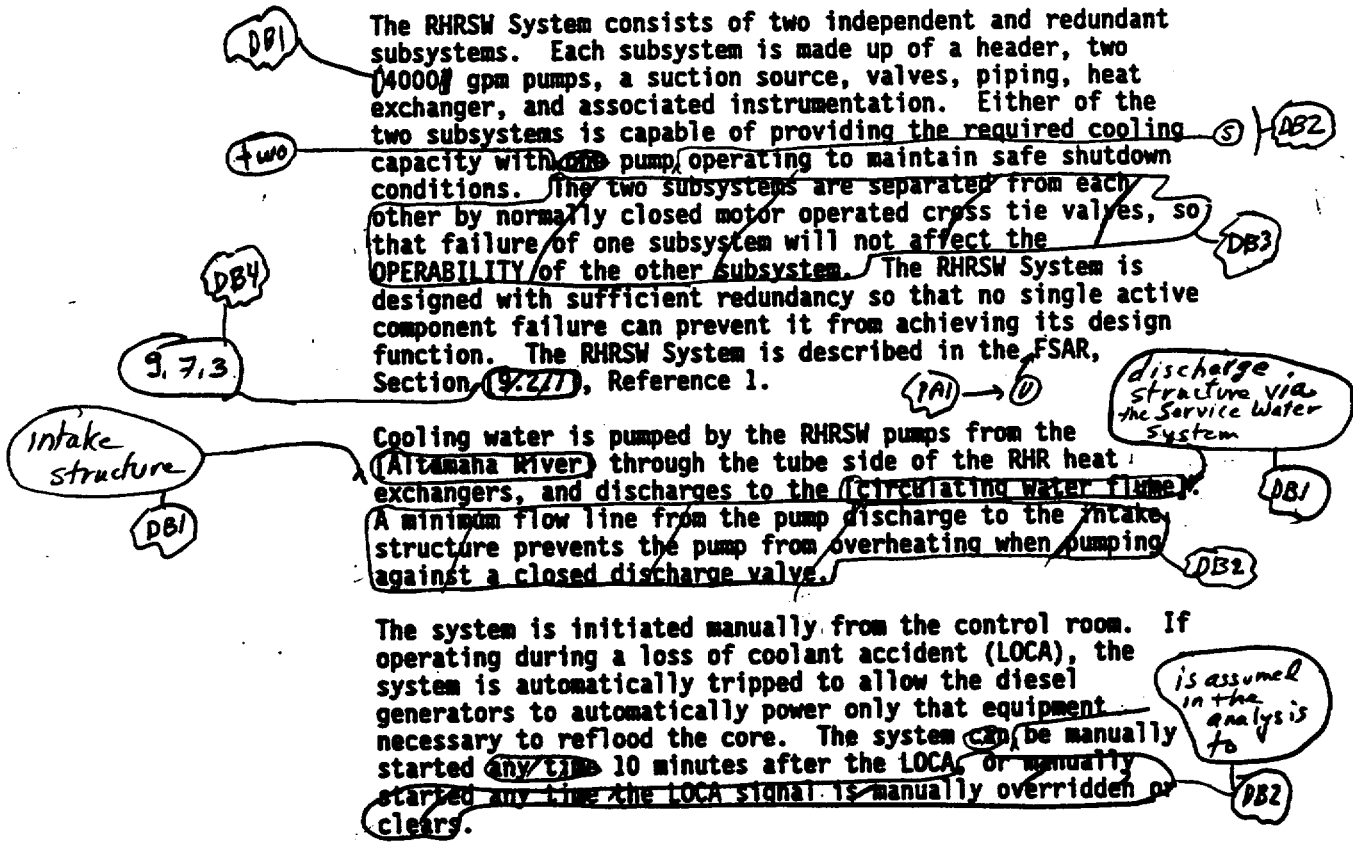 The RHRSW System consists of two independent and redundant
DB1
subsystems. Each subsystem is made up of a header, two
[4000] gpm pumps, a suction source, valves, piping, heat
exchanger, and associated instrumentation. Either of the
two subsystems is capable of providing the required cooling
s
DB2
two
capacity with one pump operating to maintain safe shutdown
conditions. The two subsystems are separated from each
other by normally closed motor operated cross tie valves, so
that failure of one subsystem will not affect the
DB3
OPERABILITY of the other subsystem. The RHRSW System is
DB4
designed with sufficient redundancy so that no single active
component failure can prevent it from achieving its design
function. The RHRSW System is described in the FSAR,
9.7.3
Section [9.2.7], Reference 1.
PA1 → U
discharge
structure via
the Service Water
System
DB1
intake
structure
DB1
Cooling water is pumped by the RHRSW pumps from the
[Altamaha River] through the tube side of the RHR heat
exchangers, and discharges to the [circulating water flume].
A minimum flow line from the pump discharge to the intake
structure prevents the pump from overheating when pumping
against a closed discharge valve.
DB2
The system is initiated manually from the control room. If
operating during a loss of coolant accident (LOCA), the
system is automatically tripped to allow the diesel
generators to automatically power only that equipment
is assumed
in the
analysis
to
DB2
necessary to reflood the core. The system can be manually
started any time 10 minutes after the LOCA, or manually
started any time the LOCA signal is manually overridden or
clears.